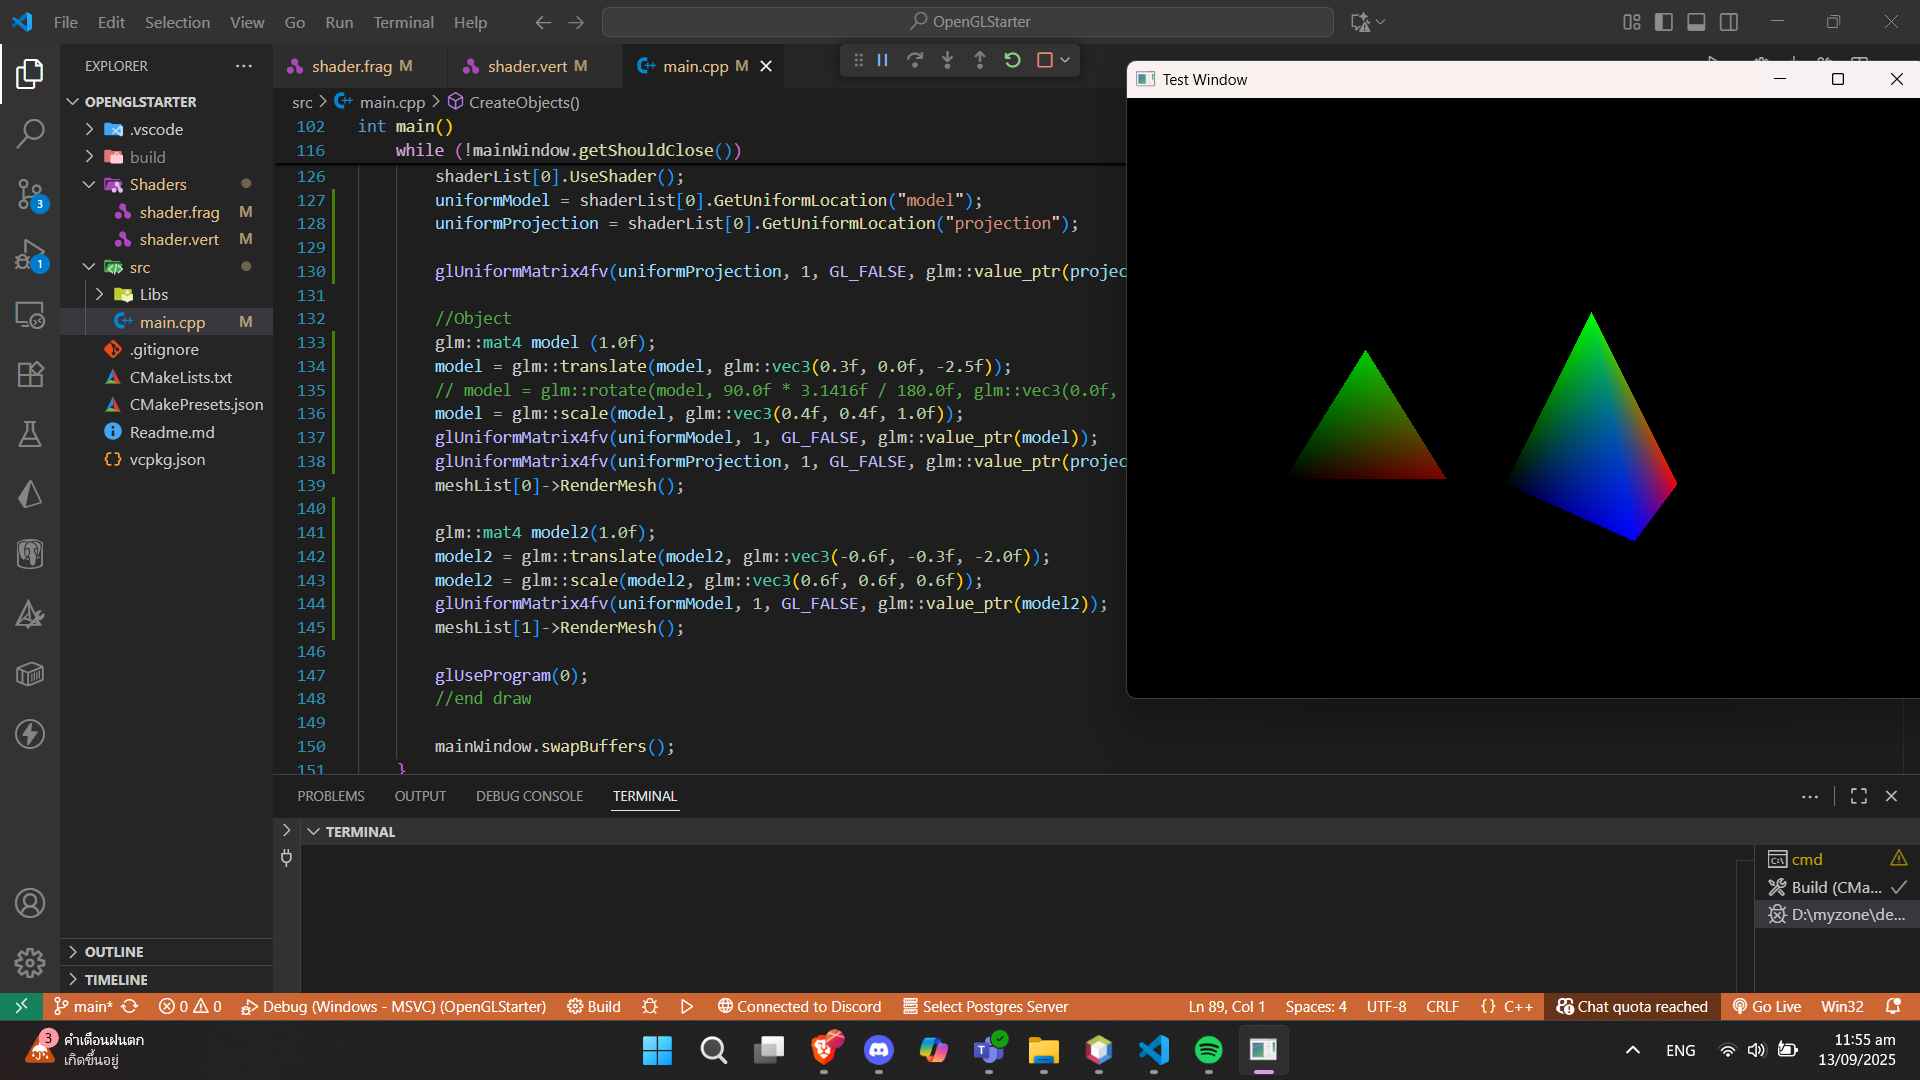 File Edit Selection View Go Run Terminal Help
OpenGLStarter
EXPLORER
OPENGLSTARTER
.vscode
build
Shaders
shader.frag M
shader.vert M
src
Libs
main.cpp M
.gitignore
CMakeLists.txt
CMakePresets.json
Readme.md
vcpkg.json
OUTLINE
TIMELINE
3
1
shader.frag M
shader.vert M
main.cpp M
src > main.cpp > CreateObjects()
102 int main()
116 while (!mainWindow.getShouldClose())
126 shaderList[0].UseShader();
127 uniformModel = shaderList[0].GetUniformLocation("model");
128 uniformProjection = shaderList[0].GetUniformLocation("projection");
129
130 glUniformMatrix4fv(uniformProjection, 1, GL_FALSE, glm::value_ptr(projec
131
132 //Object
133 glm::mat4 model (1.0f);
134 model = glm::translate(model, glm::vec3(0.3f, 0.0f, -2.5f));
135 // model = glm::rotate(model, 90.0f * 3.1416f / 180.0f, glm::vec3(0.0f,
136 model = glm::scale(model, glm::vec3(0.4f, 0.4f, 1.0f));
137 glUniformMatrix4fv(uniformModel, 1, GL_FALSE, glm::value_ptr(model));
138 glUniformMatrix4fv(uniformProjection, 1, GL_FALSE, glm::value_ptr(projec
139 meshList[0]->RenderMesh();
140
141 glm::mat4 model2(1.0f);
142 model2 = glm::translate(model2, glm::vec3(-0.6f, -0.3f, -2.0f));
143 model2 = glm::scale(model2, glm::vec3(0.6f, 0.6f, 0.6f));
144 glUniformMatrix4fv(uniformModel, 1, GL_FALSE, glm::value_ptr(model2));
145 meshList[1]->RenderMesh();
146
147 glUseProgram(0);
148 //end draw
149
150 mainWindow.swapBuffers();
151 }
Test Window
PROBLEMS OUTPUT DEBUG CONSOLE TERMINAL
TERMINAL
cmd
Build (CMa...
D:\myzone\de...
main* 0 0 Debug (Windows - MSVC) (OpenGLStarter) Build Connected to Discord Select Postgres Server Ln 89, Col 1 Spaces: 4 UTF-8 CRLF {} C++ Chat quota reached Go Live Win32
3
คำเตือนฝนตก
เกิดขึ้นอยู่
ENG
11:55 am
13/09/2025